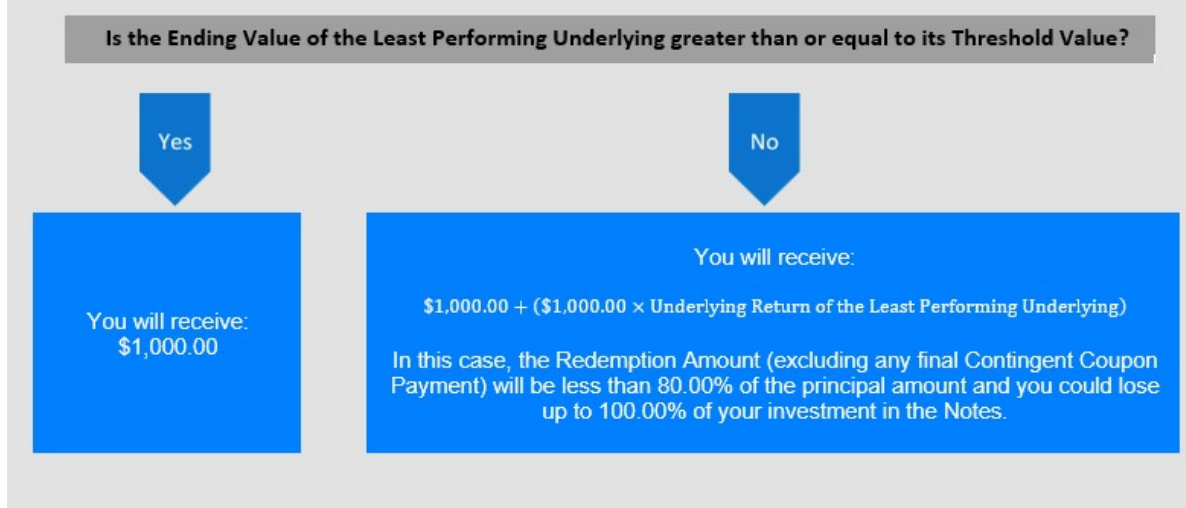 Is the Ending Value of the Least Performing Underlying greater than or equal to its Threshold Value?
Yes
No
You will receive:
$1,000.00
You will receive:
$1,000.00 + ($1,000.00 × Underlying Return of the Least Performing Underlying)
In this case, the Redemption Amount (excluding any final Contingent Coupon
Payment) will be less than 80.00% of the principal amount and you could lose
up to 100.00% of your investment in the Notes.